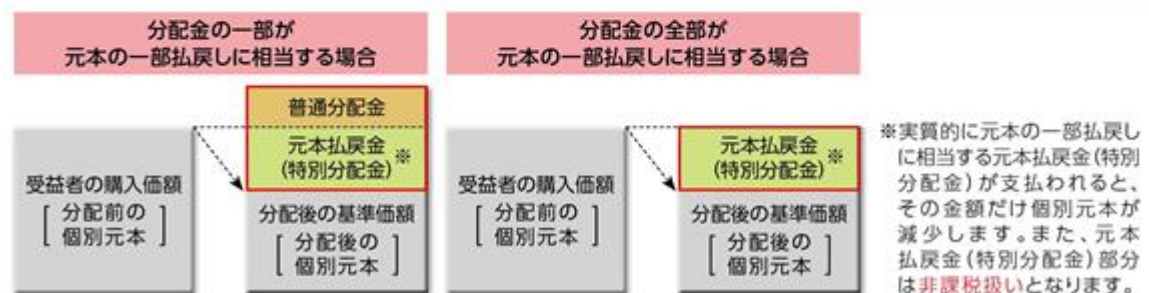 分配金の一部が
元本の一部払戻しに相当する場合
普通分配金
元本払戻金
(特別分配金)
※
受益者の購入価額
[ 分配前の
個別元本 ]
分配後の基準価額
[ 分配後の
個別元本 ]
分配金の全部が
元本の一部払戻しに相当する場合
元本払戻金
(特別分配金)
※
受益者の購入価額
[ 分配前の
個別元本 ]
分配後の基準価額
[ 分配後の
個別元本 ]
※実質的に元本の一部払戻し
に相当する元本払戻金(特別
分配金)が支払われると、
その金額だけ個別元本が
減少します。また、元本
払戻金(特別分配金)部分
は非課税扱いとなります。